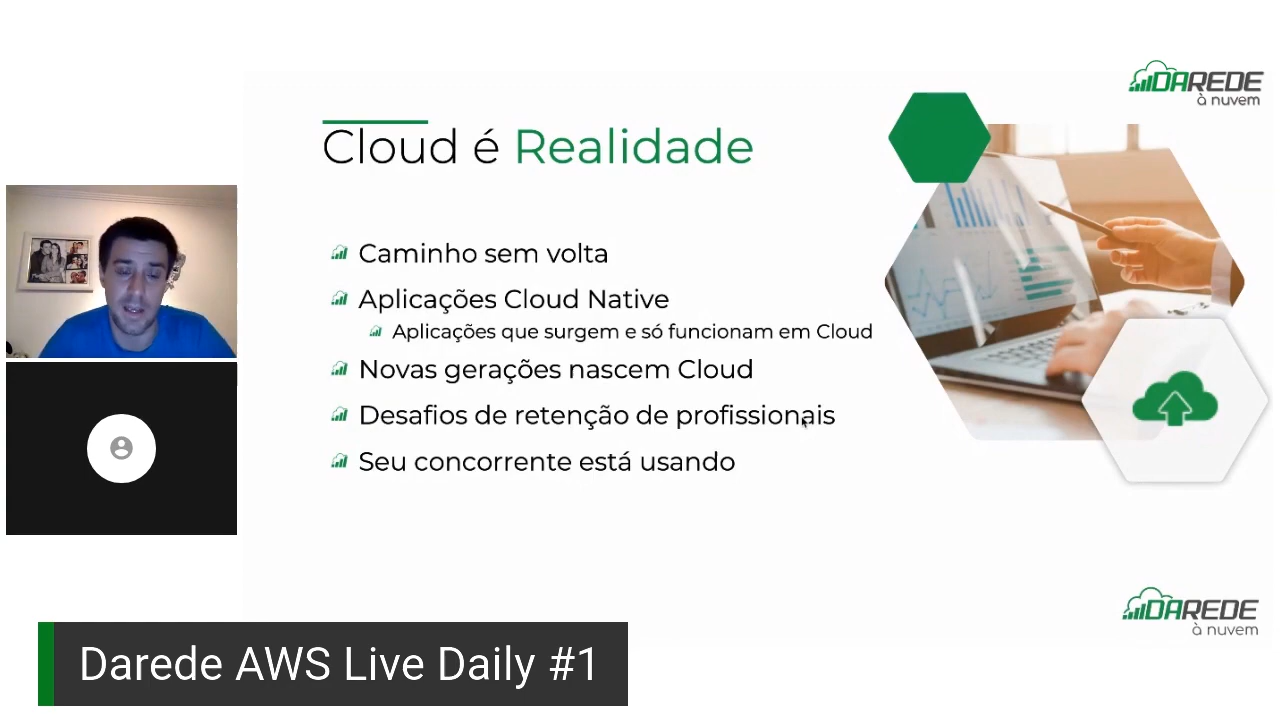 DAREDE
à nuvem
Cloud é Realidade
Caminho sem volta
Aplicações Cloud Native
Aplicações que surgem e só funcionam em Cloud
Novas gerações nascem Cloud
Desafios de retenção de profissionais
Seu concorrente está usando
DAREDE
à nuvem
Darede AWS Live Daily #1